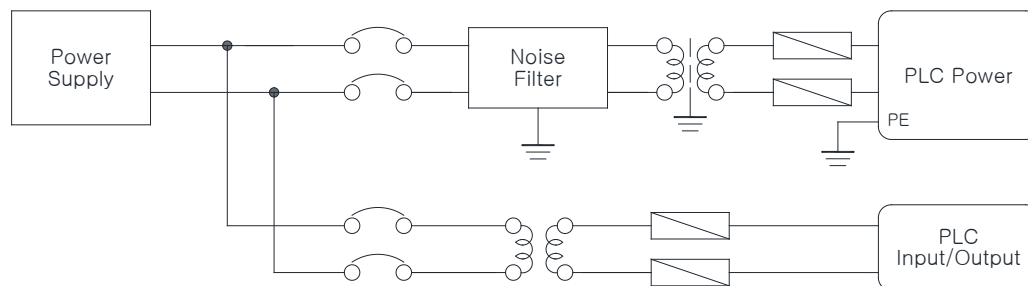 Power
Supply
Noise
Filter
PLC Power
PE
PLC
Input/Output